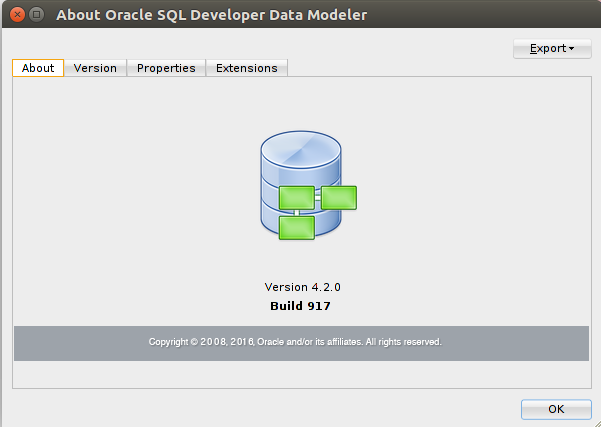 About Oracle SQL Developer Data Modeler
Export
About Version Properties Extensions
Version 4.2.0
Build 917
Copyright © 2008, 2016, Oracle and/or its affiliates. All rights reserved.
OK